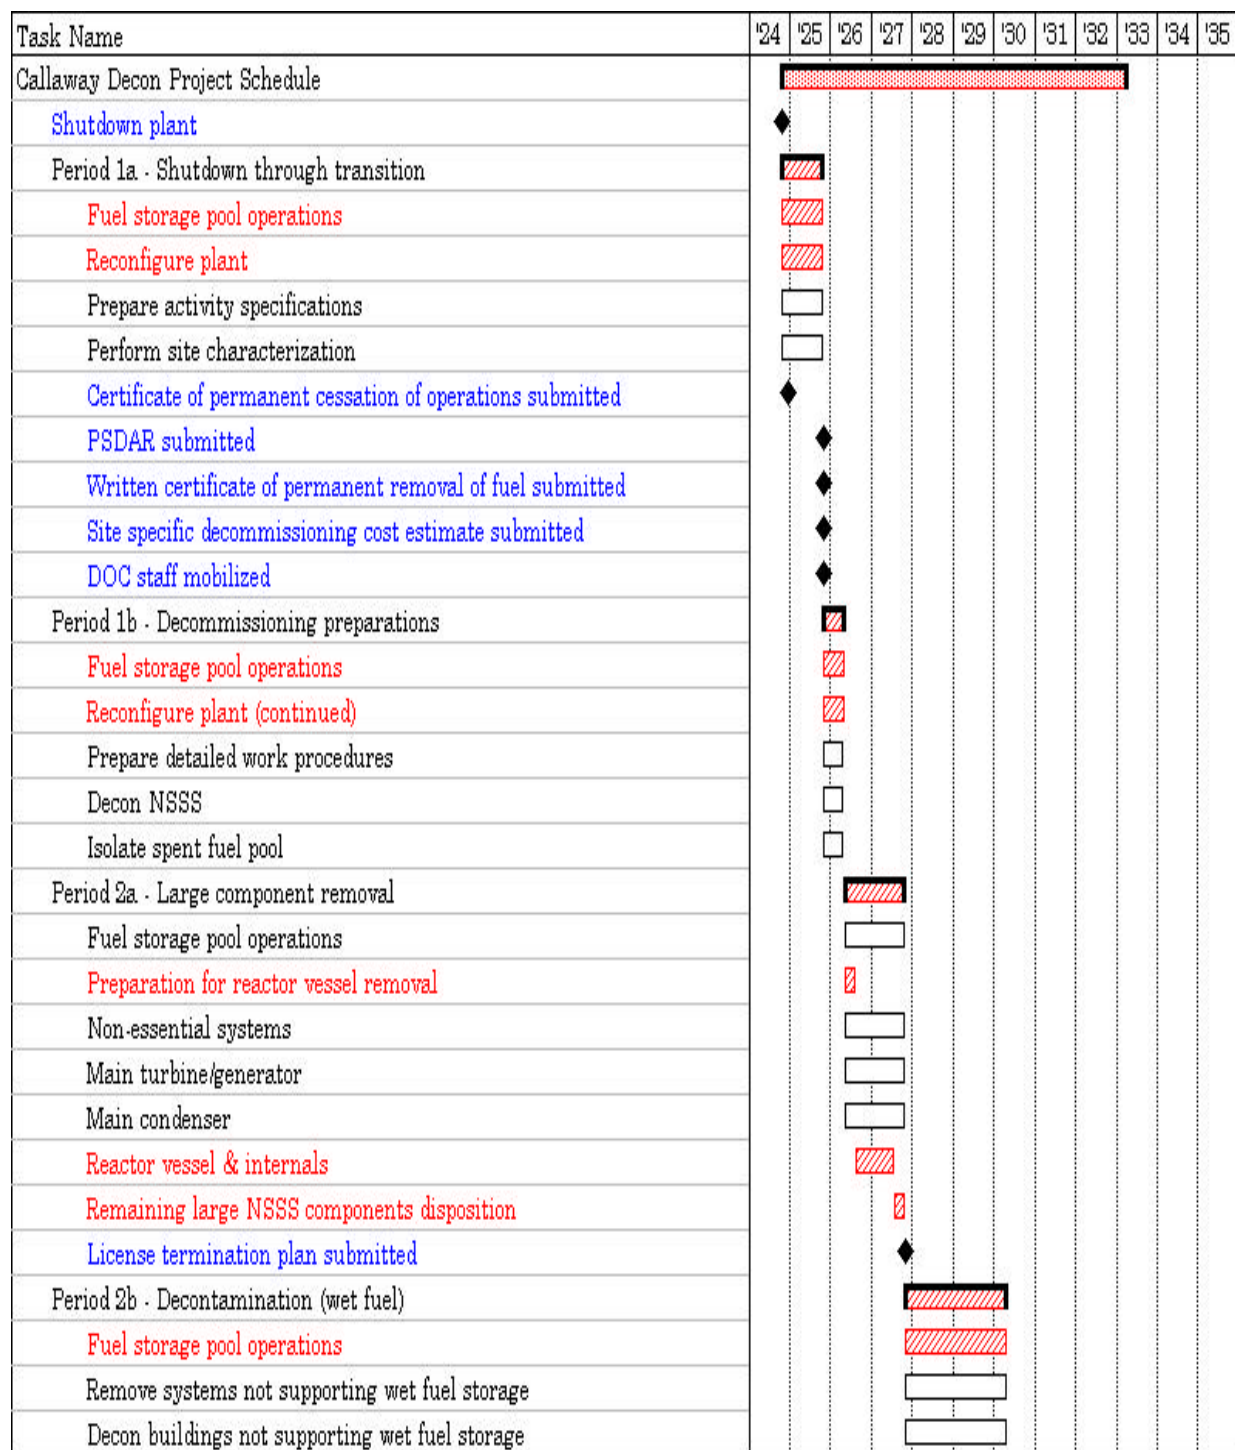 Task Name '24 '25 '26 '27 '28 '29 '30 '31 '32 '33 '34 '35
Callaway Decon Project Schedule
Shutdown plant
Period 1a - Shutdown through transition
Fuel storage pool operations
Reconfigure plant
Prepare activity specifications
Perform site characterization
Certificate of permanent cessation of operations submitted
PSDAR submitted
Written certificate of permanent removal of fuel submitted
Site specific decommissioning cost estimate submitted
DOC staff mobilized
Period 1b - Decommissioning preparations
Fuel storage pool operations
Reconfigure plant (continued)
Prepare detailed work procedures
Decon NSSS
Isolate spent fuel pool
Period 2a - Large component removal
Fuel storage pool operations
Preparation for reactor vessel removal
Non-essential systems
Main turbine/generator
Main condenser
Reactor vessel & internals
Remaining large NSSS components disposition
License termination plan submitted
Period 2b - Decontamination (wet fuel)
Fuel storage pool operations
Remove systems not supporting wet fuel storage
Decon buildings not supporting wet fuel storage